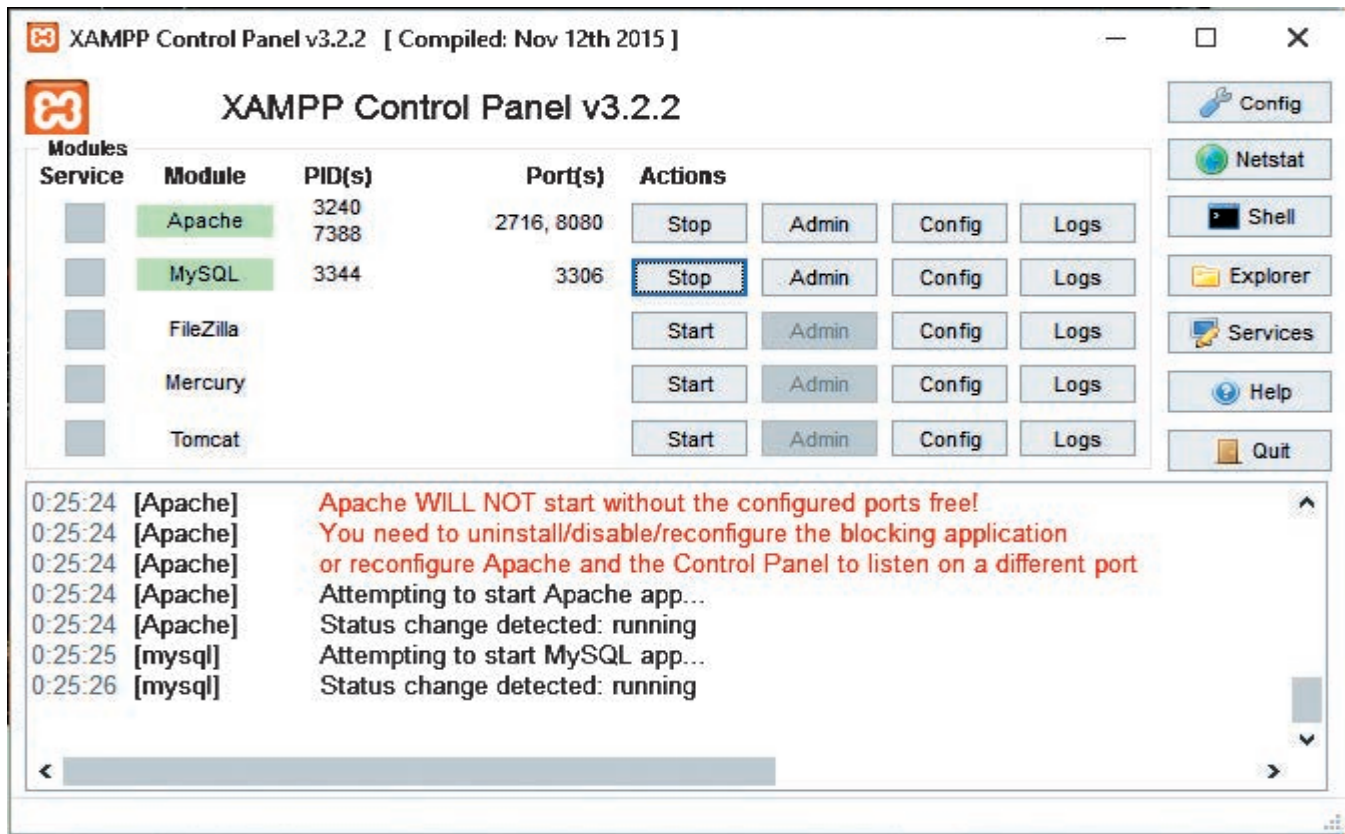 XAMPP Control Panel v3.2.2 [ Compiled: Nov 12th 2015 ]
XAMPP Control Panel v3.2.2
Config
Modules
Netstat
Service Module PID(s) Port(s) Actions
Apache 3240 7388 2716, 8080 Stop Admin Config Logs
Shell
MySQL 3344 3306 Stop Admin Config Logs
Explorer
FileZilla Start Admin Config Logs
Services
Mercury Start Admin Config Logs
Help
Tomcat Start Admin Config Logs
Quit
0:25:24 [Apache] Apache WILL NOT start without the configured ports free!
0:25:24 [Apache] You need to uninstall/disable/reconfigure the blocking application
0:25:24 [Apache] or reconfigure Apache and the Control Panel to listen on a different port
0:25:24 [Apache] Attempting to start Apache app...
0:25:24 [Apache] Status change detected: running
0:25:25 [mysql] Attempting to start MySQL app...
0:25:26 [mysql] Status change detected: running